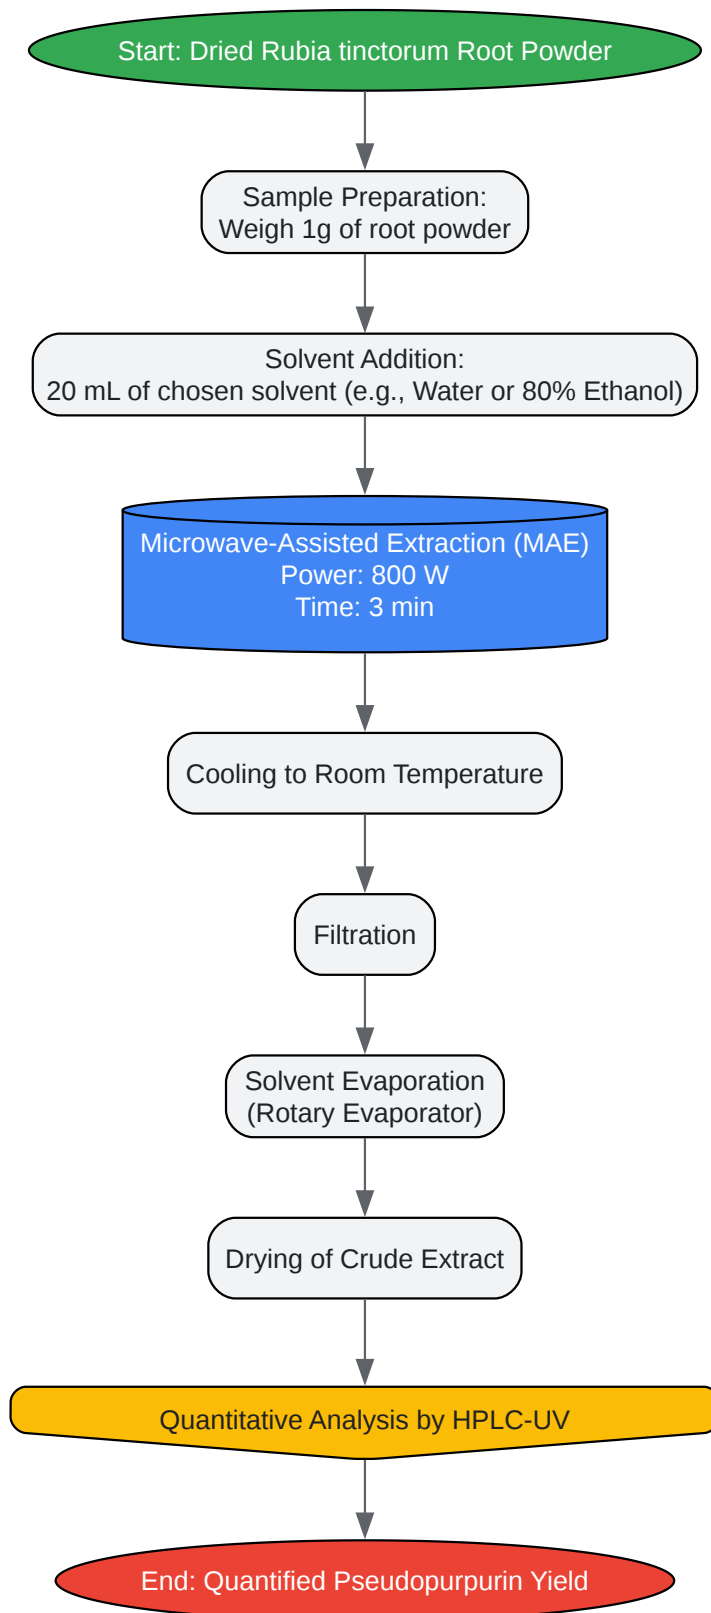 Start: Dried Rubia tinctorum Root Powder
Sample Preparation:
Weigh 1g of root powder
Solvent Addition:
20 mL of chosen solvent (e.g., Water or 80% Ethanol)
Microwave-Assisted Extraction (MAE)
Power: 800 W
Time: 3 min
Cooling to Room Temperature
Filtration
Solvent Evaporation
(Rotary Evaporator)
Drying of Crude Extract
Quantitative Analysis by HPLC-UV
End: Quantified Pseudopurpurin Yield